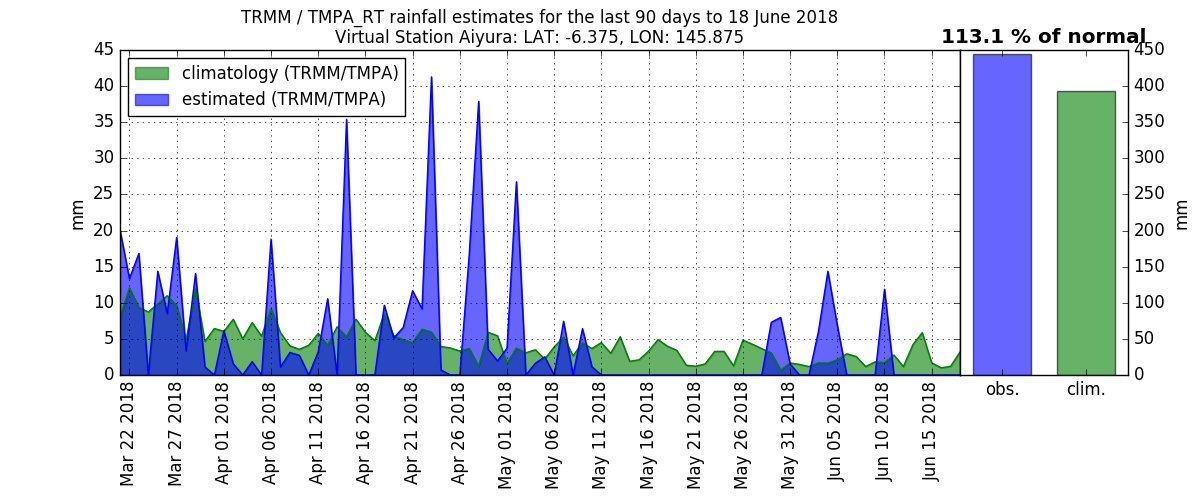 TRMM / TMPA_RT rainfall estimates for the last 90 days to 18 June 2018
Virtual Station Aiyura: LAT: -6.375, LON: 145.875
113.1 % of normal
climatology (TRMM/TMPA)
estimated (TRMM/TMPA)
45
40
35
30
25
20
15
10
5
0
mm
Mar 22 2018
Mar 27 2018
Apr 01 2018
Apr 06 2018
Apr 11 2018
Apr 16 2018
Apr 21 2018
Apr 26 2018
May 01 2018
May 06 2018
May 11 2018
May 16 2018
May 21 2018
May 26 2018
May 31 2018
Jun 05 2018
Jun 10 2018
Jun 15 2018
obs.
clim.
450
400
350
300
250
200
150
100
50
0
mm